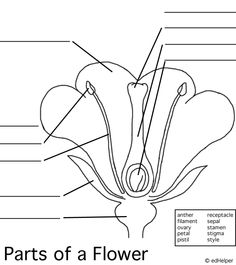 anther receptacle
filament sepal
ovary stamen
petal stigma
pistil style
Parts of a Flower
© edHelper